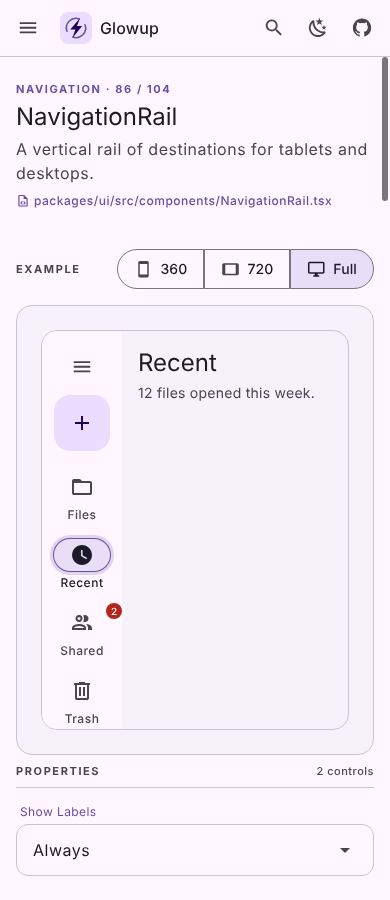 Glowup
NAVIGATION · 86 / 104
NavigationRail
A vertical rail of destinations for tablets and
desktops.
packages/ui/src/components/NavigationRail.tsx
EXAMPLE
360
720
Full
Recent
12 files opened this week.
Files
Recent
2
Shared
Trash
PROPERTIES
2 controls
Show Labels
Always